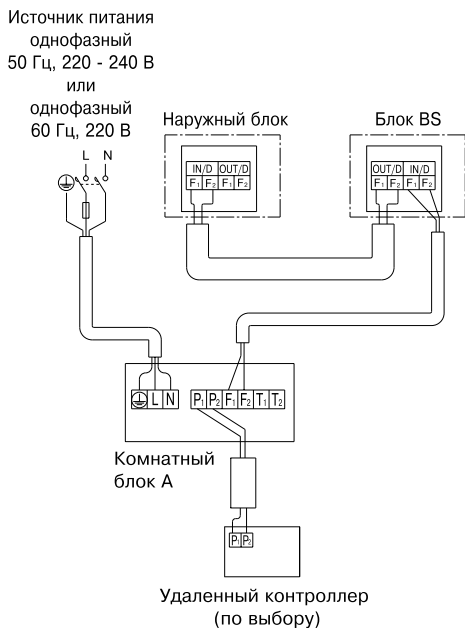 Источник питания
однофазный
50 Гц, 220 - 240 В
или
однофазный
60 Гц, 220 В
L N
Наружный блок
IN/D OUT/D
F1 F2 F1 F2
Блок BS
OUT/D IN/D
F1 F2 F1 F2
L N
P1 P2 F1 F2 T1 T2
Комнатный
блок А
P1 P2
Удаленный контроллер
(по выбору)